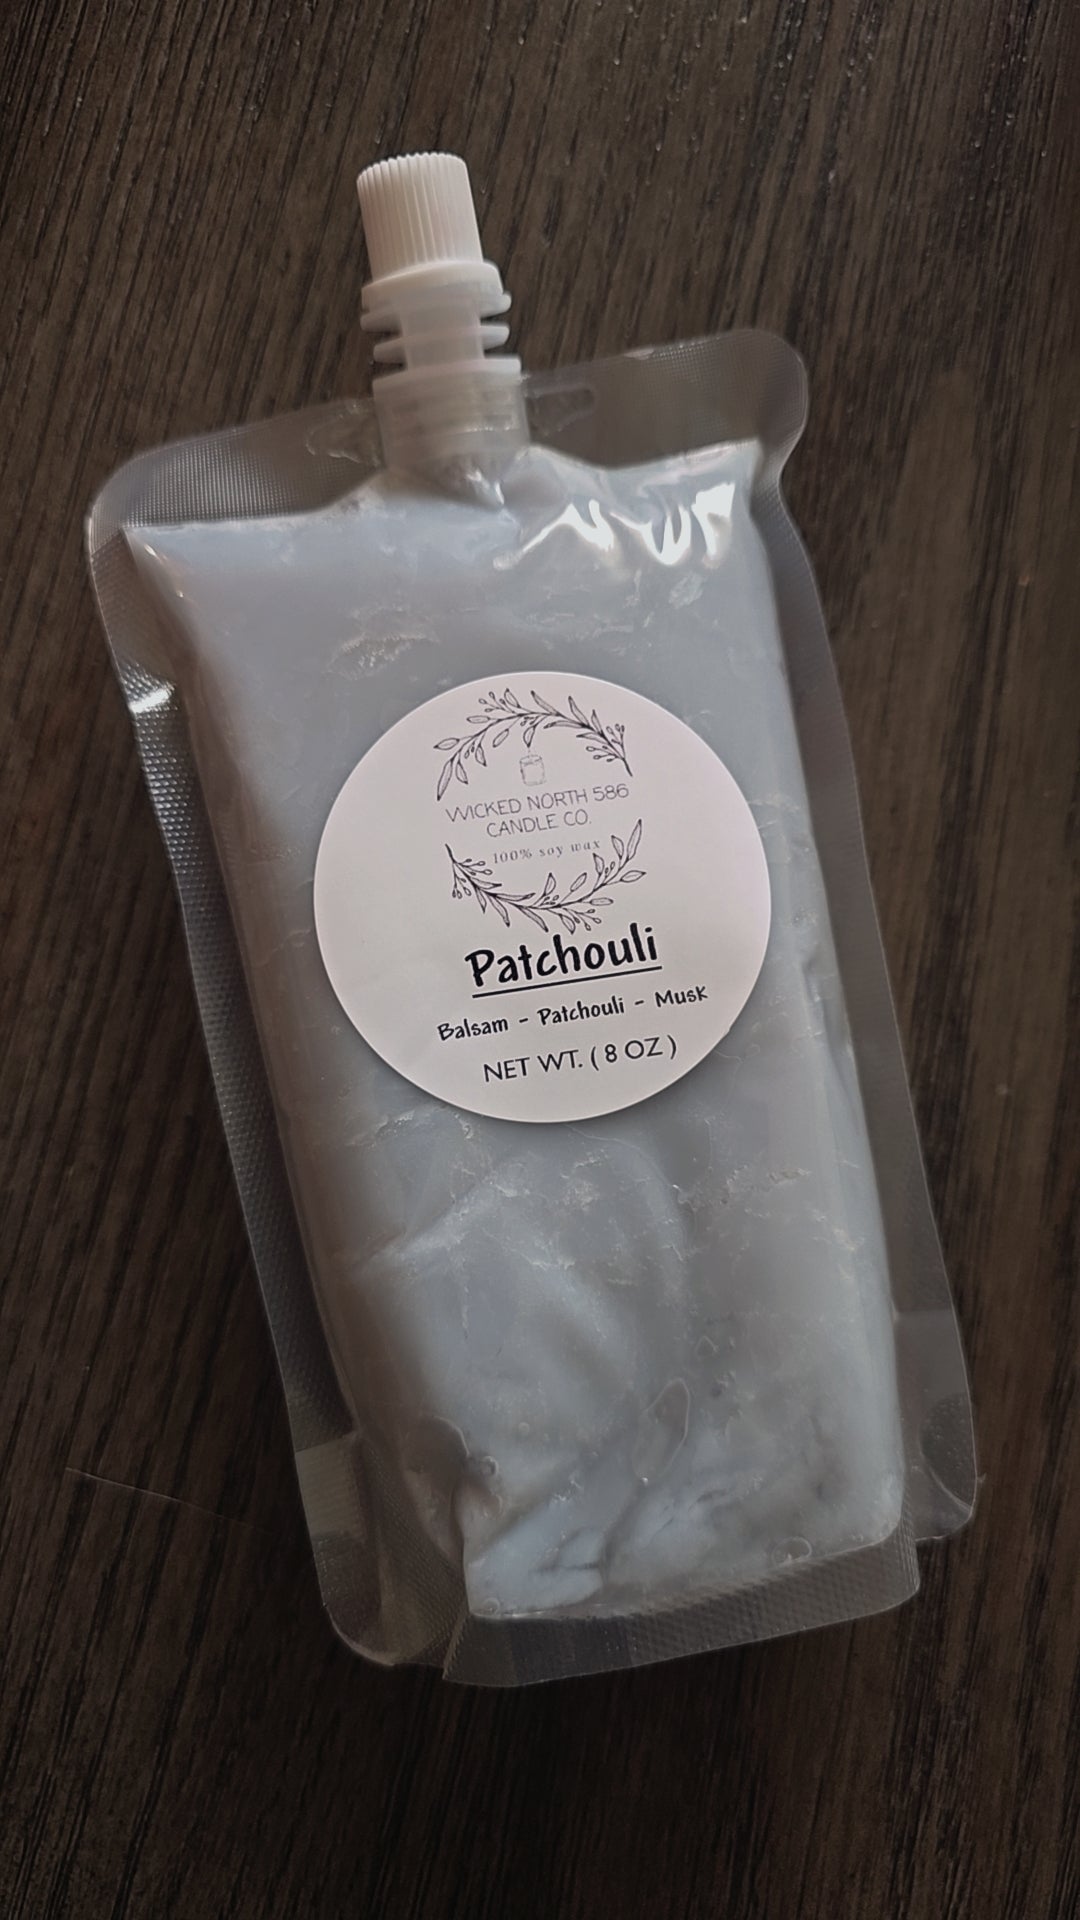 WICKED NORTH 586
CANDLE CO.
100% soy wax
Patchouli
Balsam - Patchouli - Musk
NET WT. ( 8 OZ )